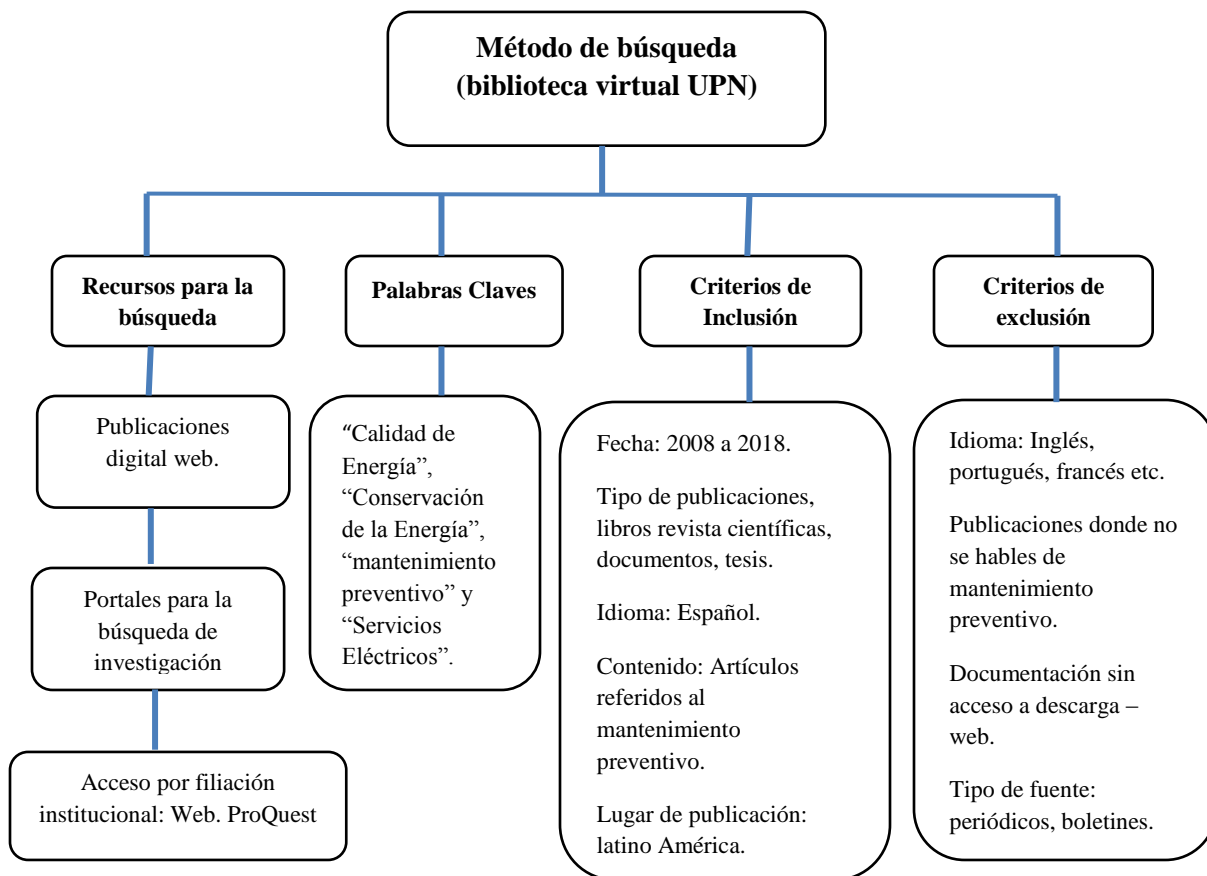 Método de búsqueda
(biblioteca virtual UPN)
Recursos para la
búsqueda
Publicaciones
digital web.
Portales para la
búsqueda de
investigación
Acceso por filiación
institucional: Web. ProQuest
Palabras Claves
“Calidad de
Energía”,
“Conservación
de la Energía”,
“mantenimiento
preventivo” y
“Servicios
Eléctricos”.
Criterios de
Inclusión
Fecha: 2008 a 2018.
Tipo de publicaciones,
libros revista científicas,
documentos, tesis.
Idioma: Español.
Contenido: Artículos
referidos al
mantenimiento
preventivo.
Lugar de publicación:
latino América.
Criterios de
exclusión
Idioma: Inglés,
portugués, francés etc.
Publicaciones donde no
se hables de
mantenimiento
preventivo.
Documentación sin
acceso a descarga –
web.
Tipo de fuente:
periódicos, boletines.